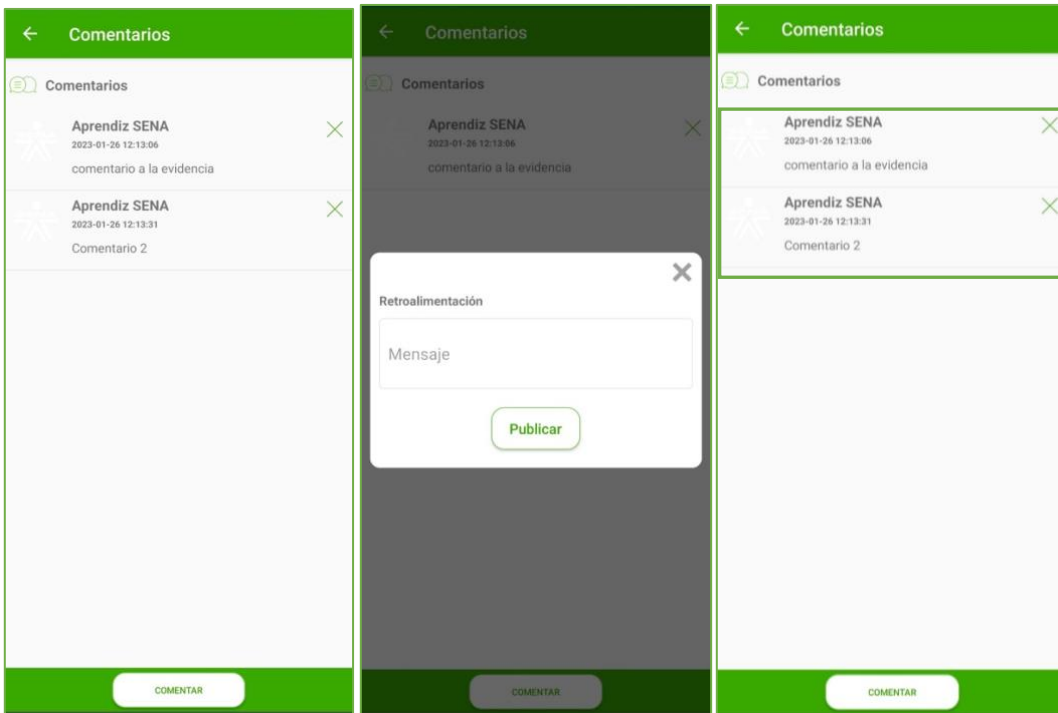 Comentarios
Comentarios
Aprendiz SENA
2023-01-26 12:13:06
comentario a la evidencia
Aprendiz SENA
2023-01-26 12:13:31
Comentario 2
COMENTAR
Comentarios
Comentarios
Aprendiz SENA
2023-01-26 12:13:06
comentario a la evidencia
Retroalimentación
Mensaje
Publicar
COMENTAR
Comentarios
Comentarios
Aprendiz SENA
2023-01-26 12:13:06
comentario a la evidencia
Aprendiz SENA
2023-01-26 12:13:31
Comentario 2
COMENTAR